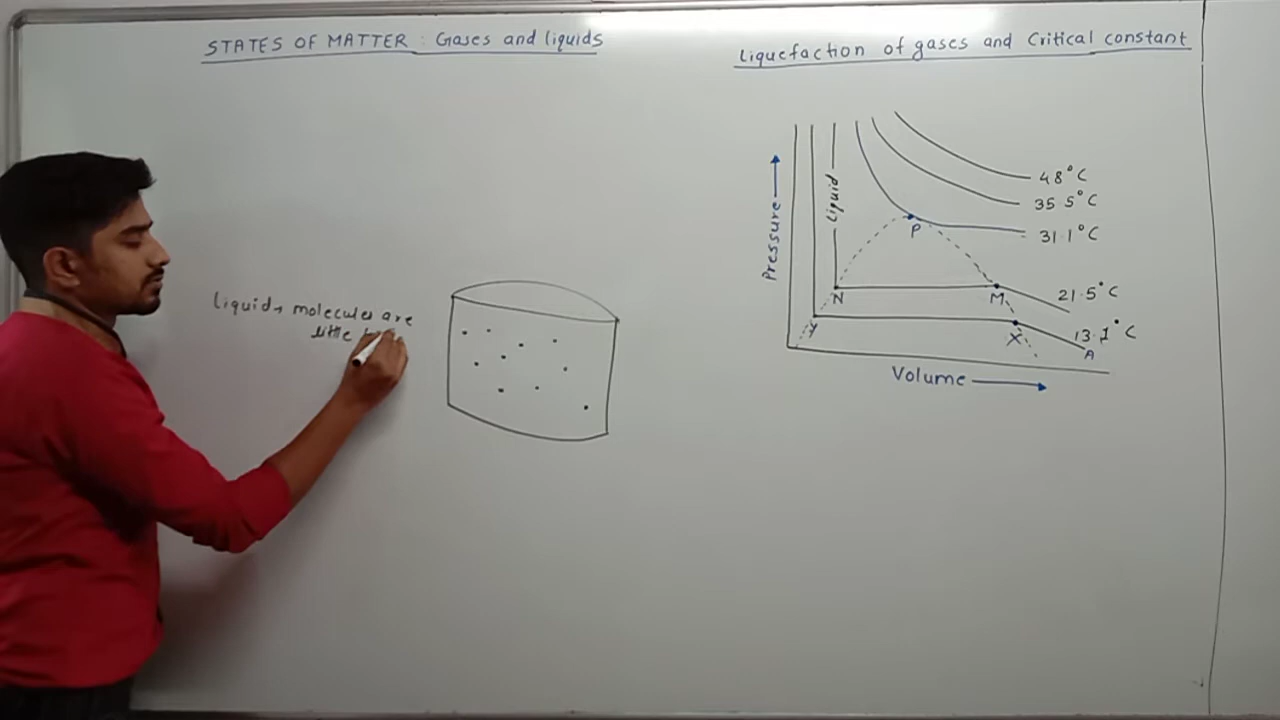 STATES OF MATTER : Gases and liquids
Liquefaction of gases and Critical constant
Liquid, molecules are
little
Pressure
Liquid
48°C
35.5°C
31.1°C
P
21.5°C
N
M
13.1°C
Y
X
A
Volume